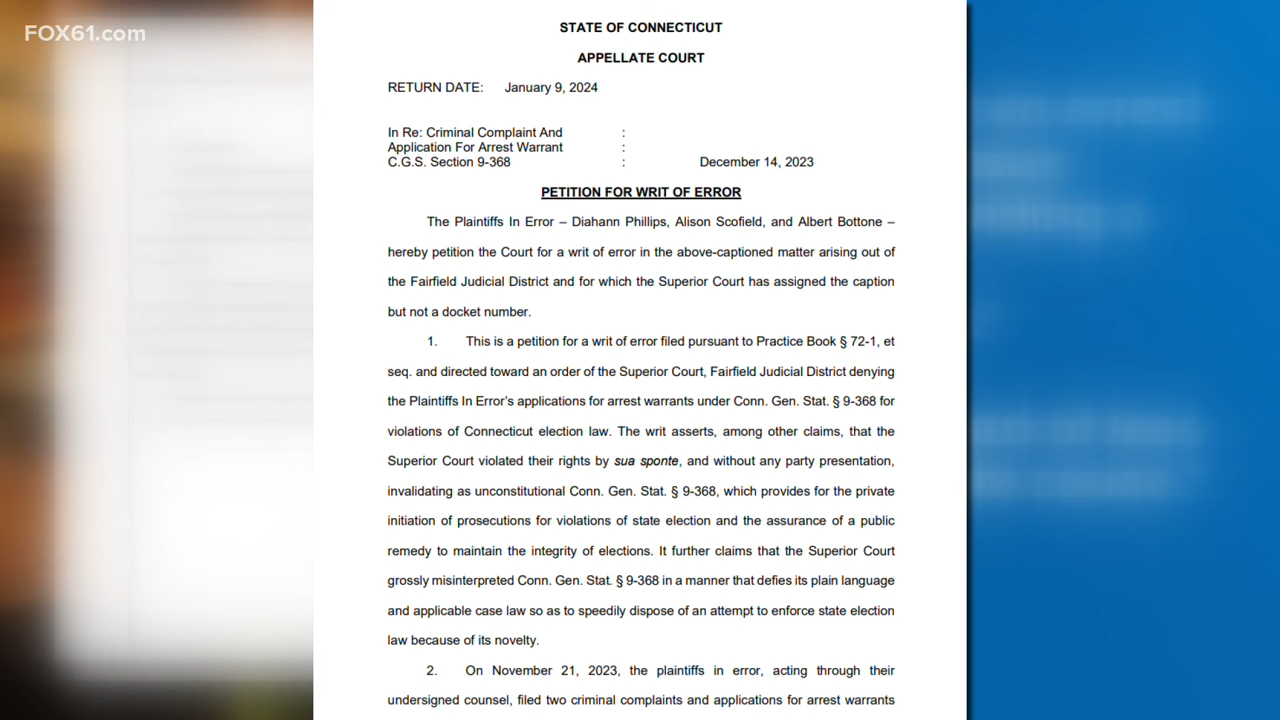 FOX61.com
STATE OF CONNECTICUT
APPELLATE COURT
RETURN DATE: January 9, 2024
In Re: Criminal Complaint And :
Application For Arrest Warrant :
C.G.S. Section 9-368 : December 14, 2023
PETITION FOR WRIT OF ERROR
The Plaintiffs In Error – Diahann Phillips, Alison Scofield, and Albert Bottone –
hereby petition the Court for a writ of error in the above-captioned matter arising out of
the Fairfield Judicial District and for which the Superior Court has assigned the caption
but not a docket number.
1. This is a petition for a writ of error filed pursuant to Practice Book § 72-1, et
seq. and directed toward an order of the Superior Court, Fairfield Judicial District denying
the Plaintiffs In Error’s applications for arrest warrants under Conn. Gen. Stat. § 9-368 for
violations of Connecticut election law. The writ asserts, among other claims, that the
Superior Court violated their rights by sua sponte, and without any party presentation,
invalidating as unconstitutional Conn. Gen. Stat. § 9-368, which provides for the private
initiation of prosecutions for violations of state election and the assurance of a public
remedy to maintain the integrity of elections. It further claims that the Superior Court
grossly misinterpreted Conn. Gen. Stat. § 9-368 in a manner that defies its plain language
and applicable case law so as to speedily dispose of an attempt to enforce state election
law because of its novelty.
2. On November 21, 2023, the plaintiffs in error, acting through their
undersigned counsel, filed two criminal complaints and applications for arrest warrants